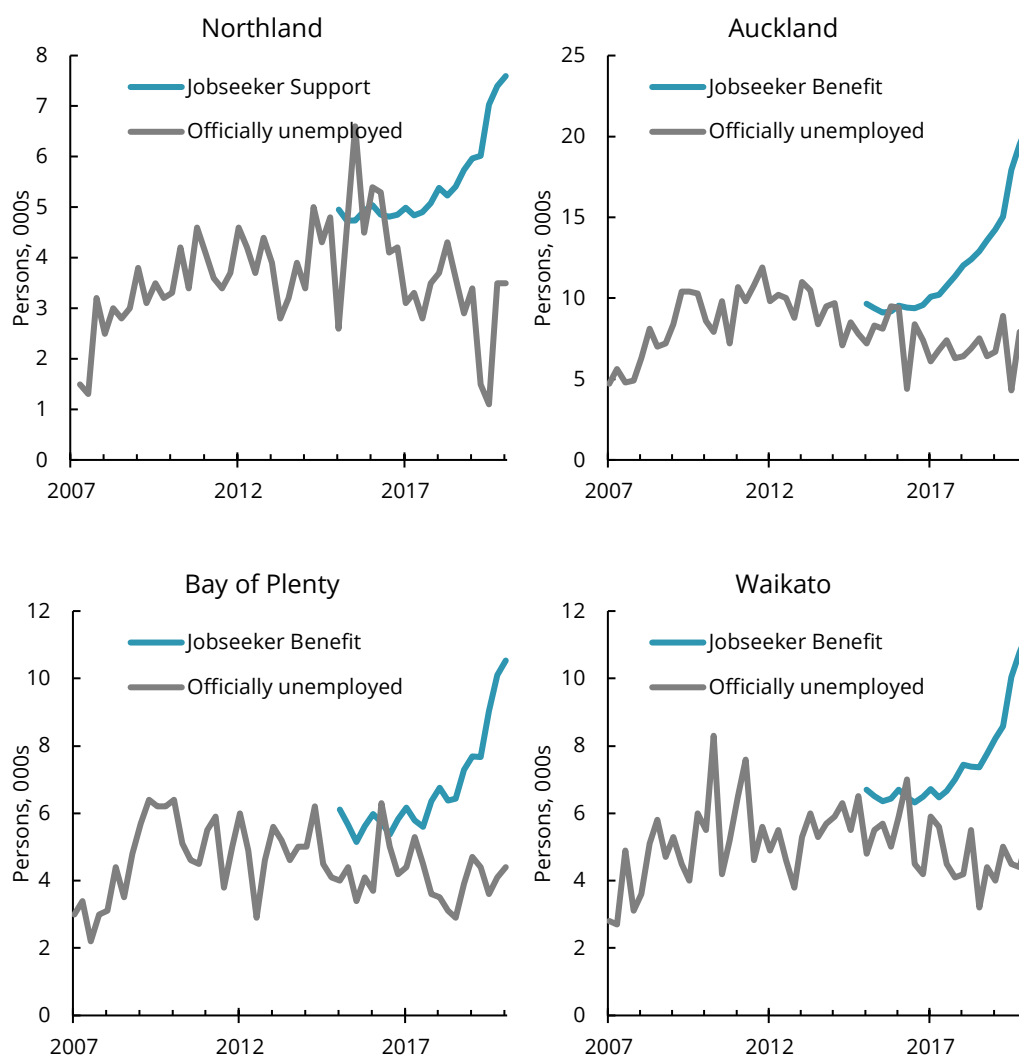 Northland
8
7
6
5
4
3
2
1
0
Persons, 000s
Jobseeker Support
Officially unemployed
2007
2012
2017
Auckland
25
20
15
10
5
0
Persons, 000s
Jobseeker Benefit
Officially unemployed
2007
2012
2017
Bay of Plenty
12
10
8
6
4
2
0
Persons, 000s
Jobseeker Benefit
Officially unemployed
2007
2012
2017
Waikato
12
10
8
6
4
2
0
Persons, 000s
Jobseeker Benefit
Officially unemployed
2007
2012
2017